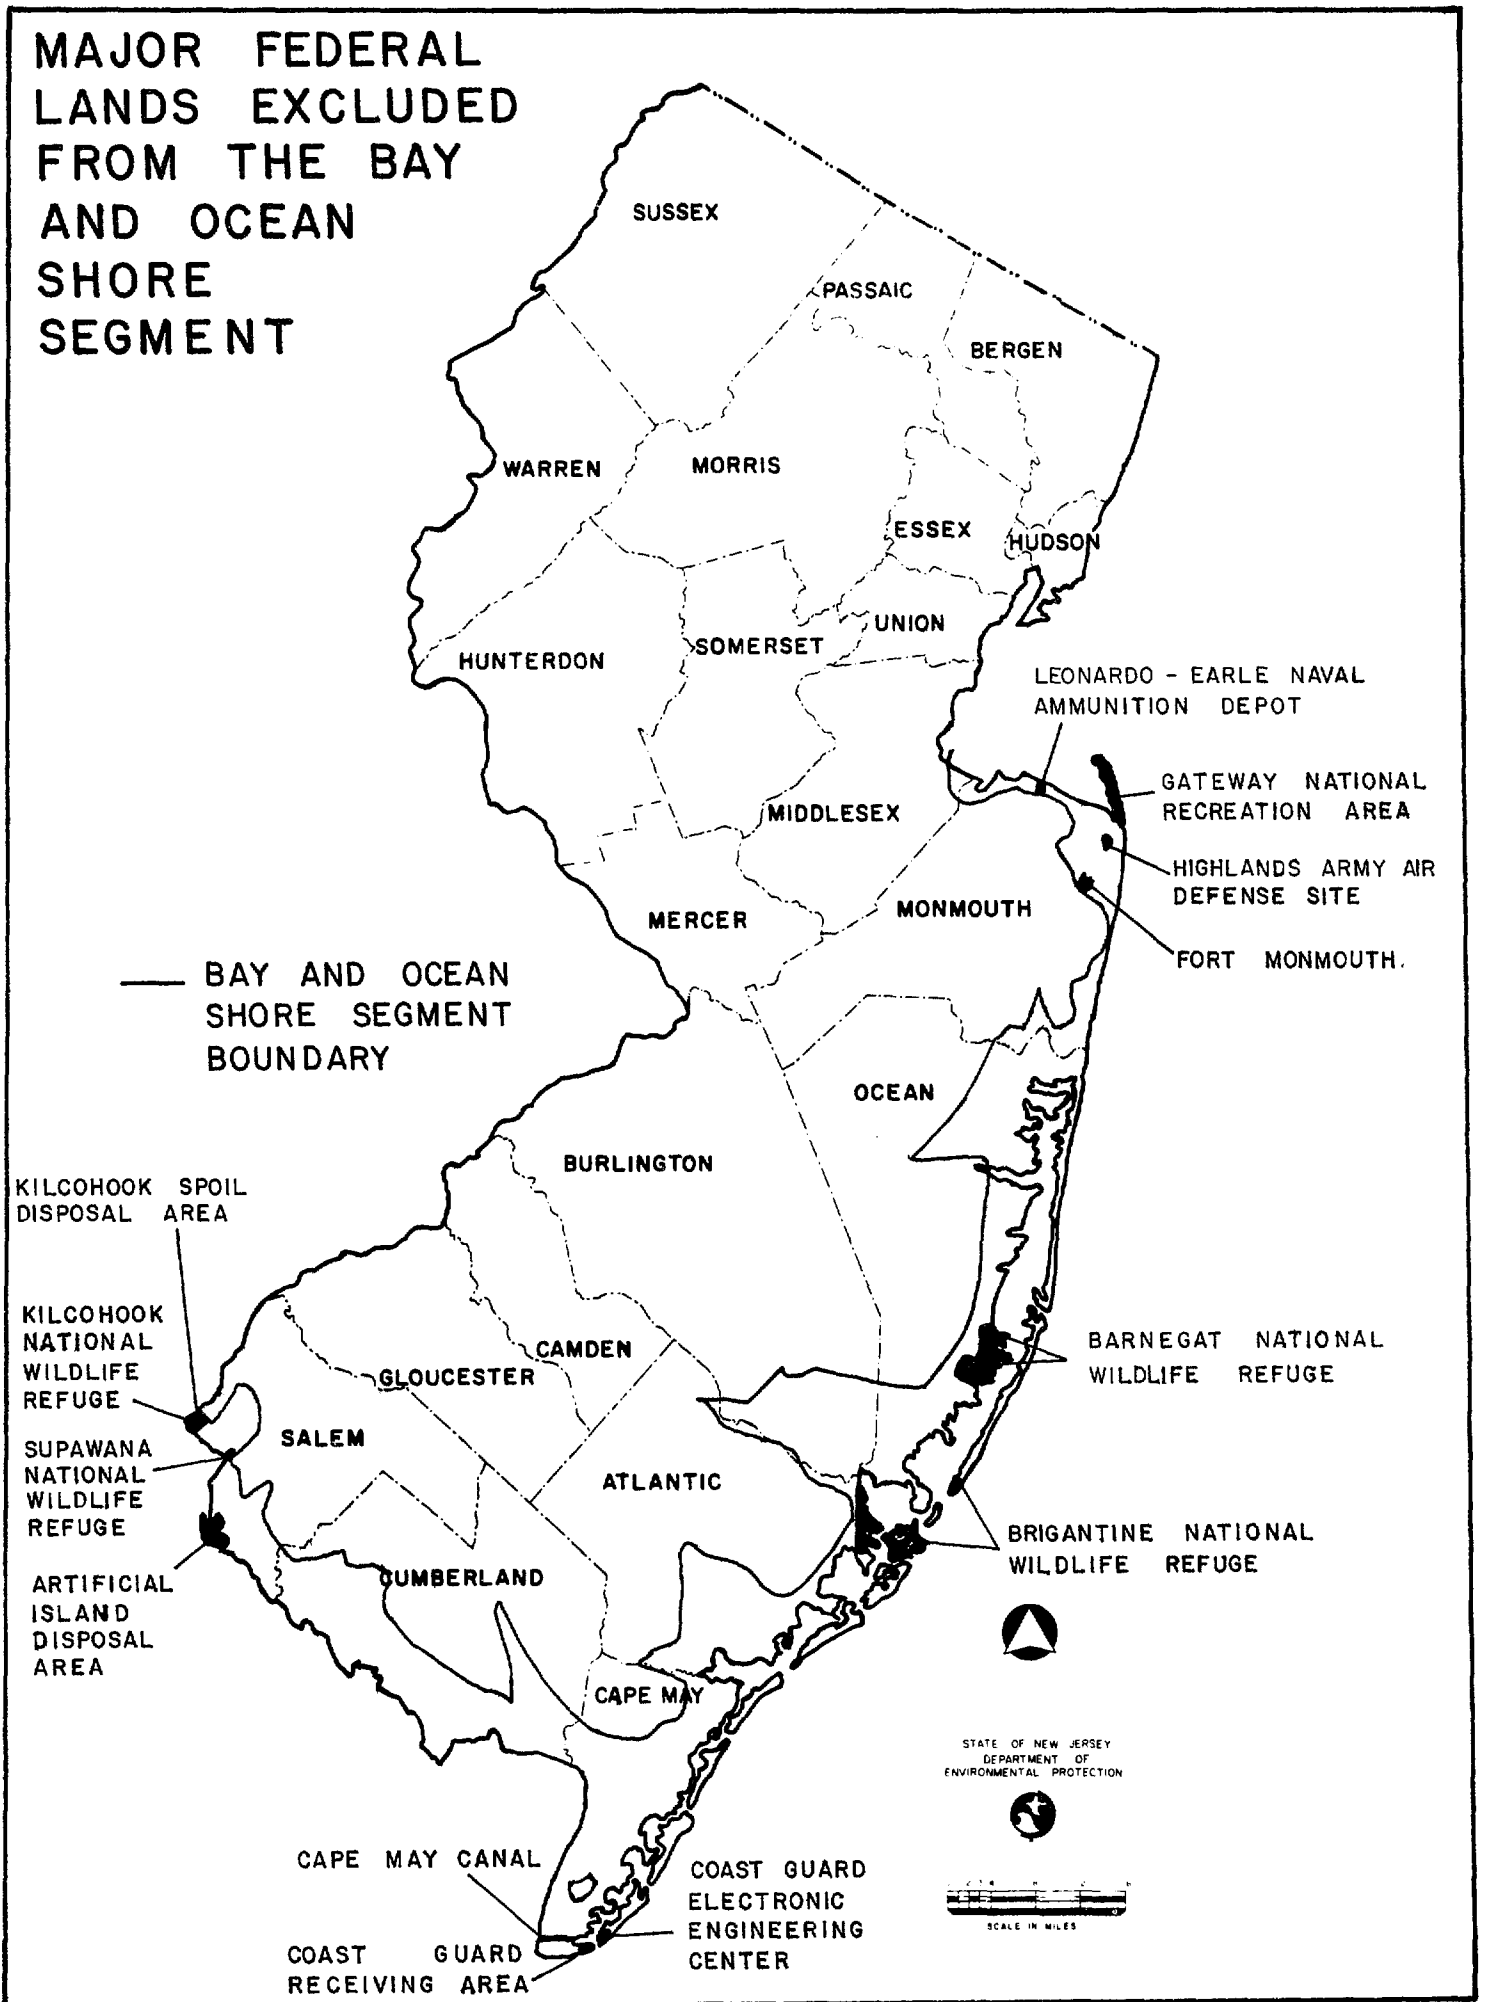 MAJOR FEDERAL
LANDS EXCLUDED
FROM THE BAY
AND OCEAN
SHORE
SEGMENT
SUSSEX
PASSAIC
BERGEN
WARREN
MORRIS
ESSEX
HUDSON
UNION
SOMERSET
HUNTERDON
LEONARDO - EARLE NAVAL
AMMUNITION DEPOT
GATEWAY NATIONAL
RECREATION AREA
MIDDLESEX
HIGHLANDS ARMY AIR
DEFENSE SITE
MONMOUTH
MERCER
FORT MONMOUTH.
BAY AND OCEAN
SHORE SEGMENT
BOUNDARY
OCEAN
BURLINGTON
KILCOHOOK SPOIL
DISPOSAL AREA
KILCOHOOK
NATIONAL
WILDLIFE
REFUGE
CAMDEN
GLOUCESTER
BARNEGAT NATIONAL
WILDLIFE REFUGE
SALEM
SUPAWANA
NATIONAL
WILDLIFE
REFUGE
ATLANTIC
BRIGANTINE NATIONAL
WILDLIFE REFUGE
ARTIFICIAL
ISLAND
DISPOSAL
AREA
CUMBERLAND
CAPE MAY
STATE OF NEW JERSEY
DEPARTMENT OF
ENVIRONMENTAL PROTECTION
CAPE MAY CANAL
COAST GUARD
ELECTRONIC
ENGINEERING
CENTER
COAST GUARD
RECEIVING AREA
SCALE IN MILES